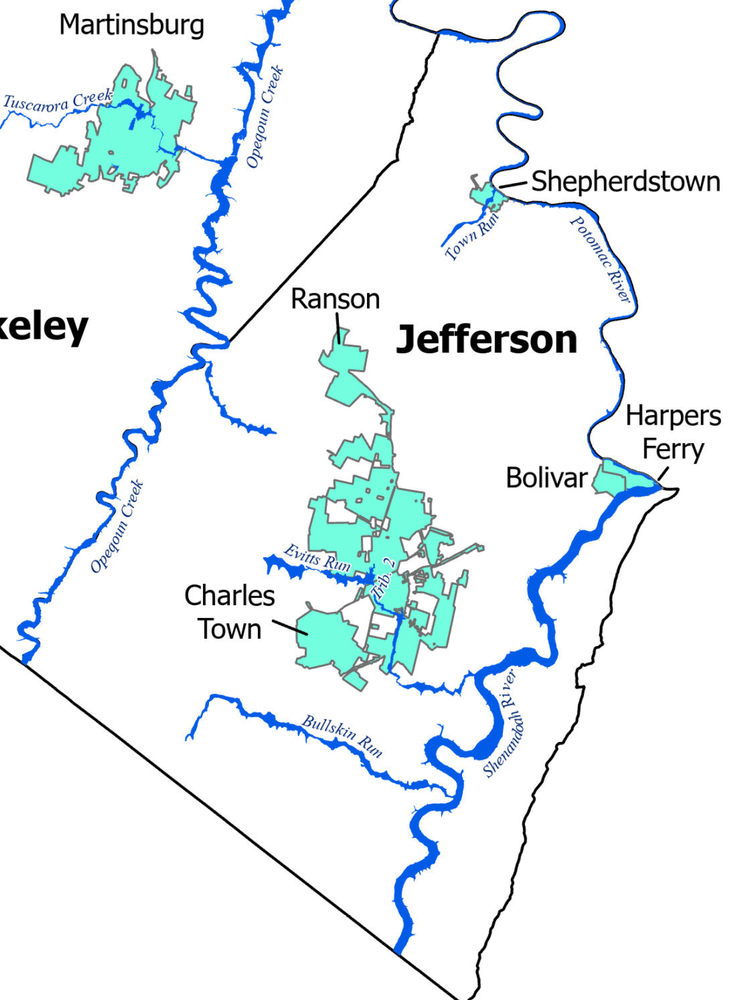 Martinsburg
Tuscarora Creek
Opeqoun Creek
Shepherdstown
Town Run
Potomac River
Ranson
keley
Jefferson
Harpers
Ferry
Bolivar
Opeqoun Creek
Evitts Run
Trib. 2
Charles
Town
Shenandoah River
Bullskin Run